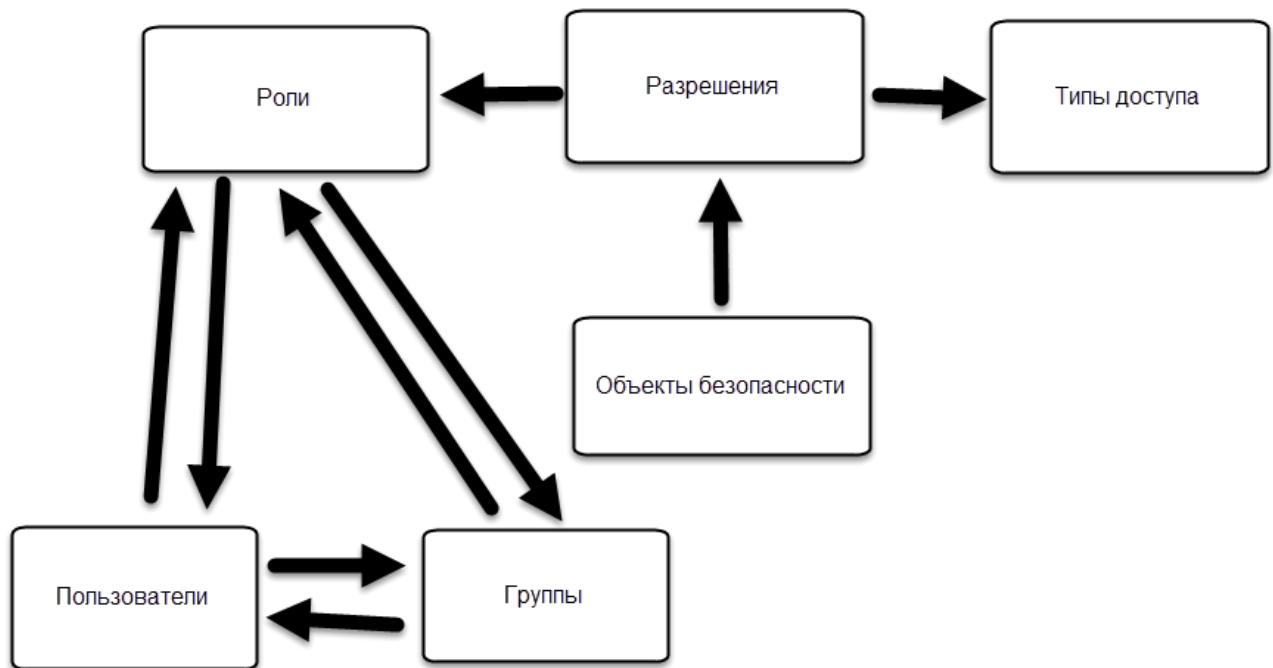 Роли
Разрешения
Типы доступа
Объекты безопасности
Пользователи
Группы